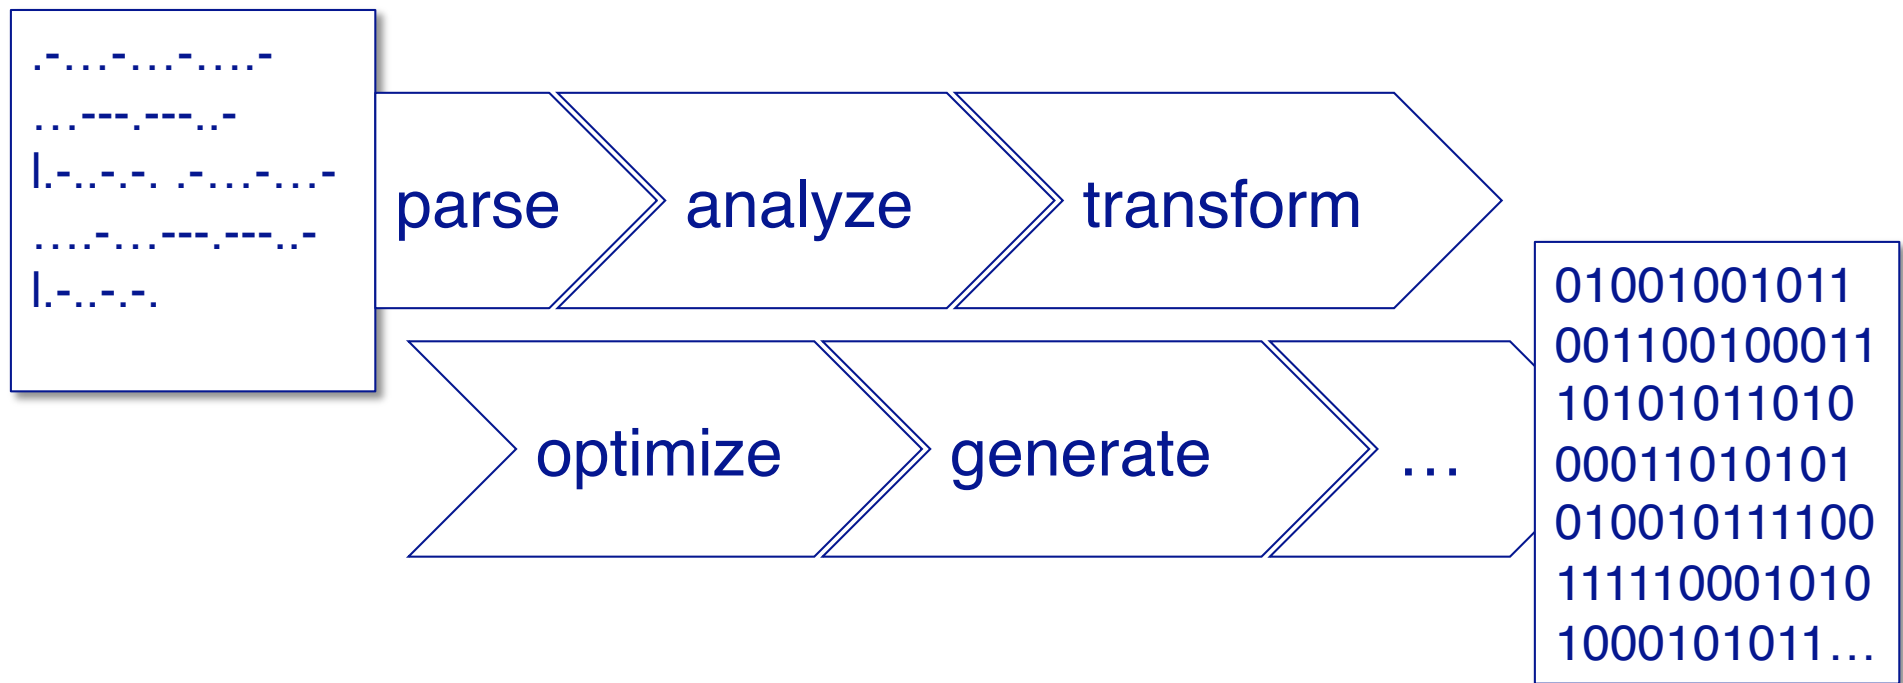 .-…-…-….-
…---.---..-
l.-..-.-. .-…-…-
….-…---.---..-
l.-..-.-.
parse
analyze
transform
optimize
generate
…
01001001011
001100100011
10101011010
00011010101
010010111100
111110001010
1000101011…